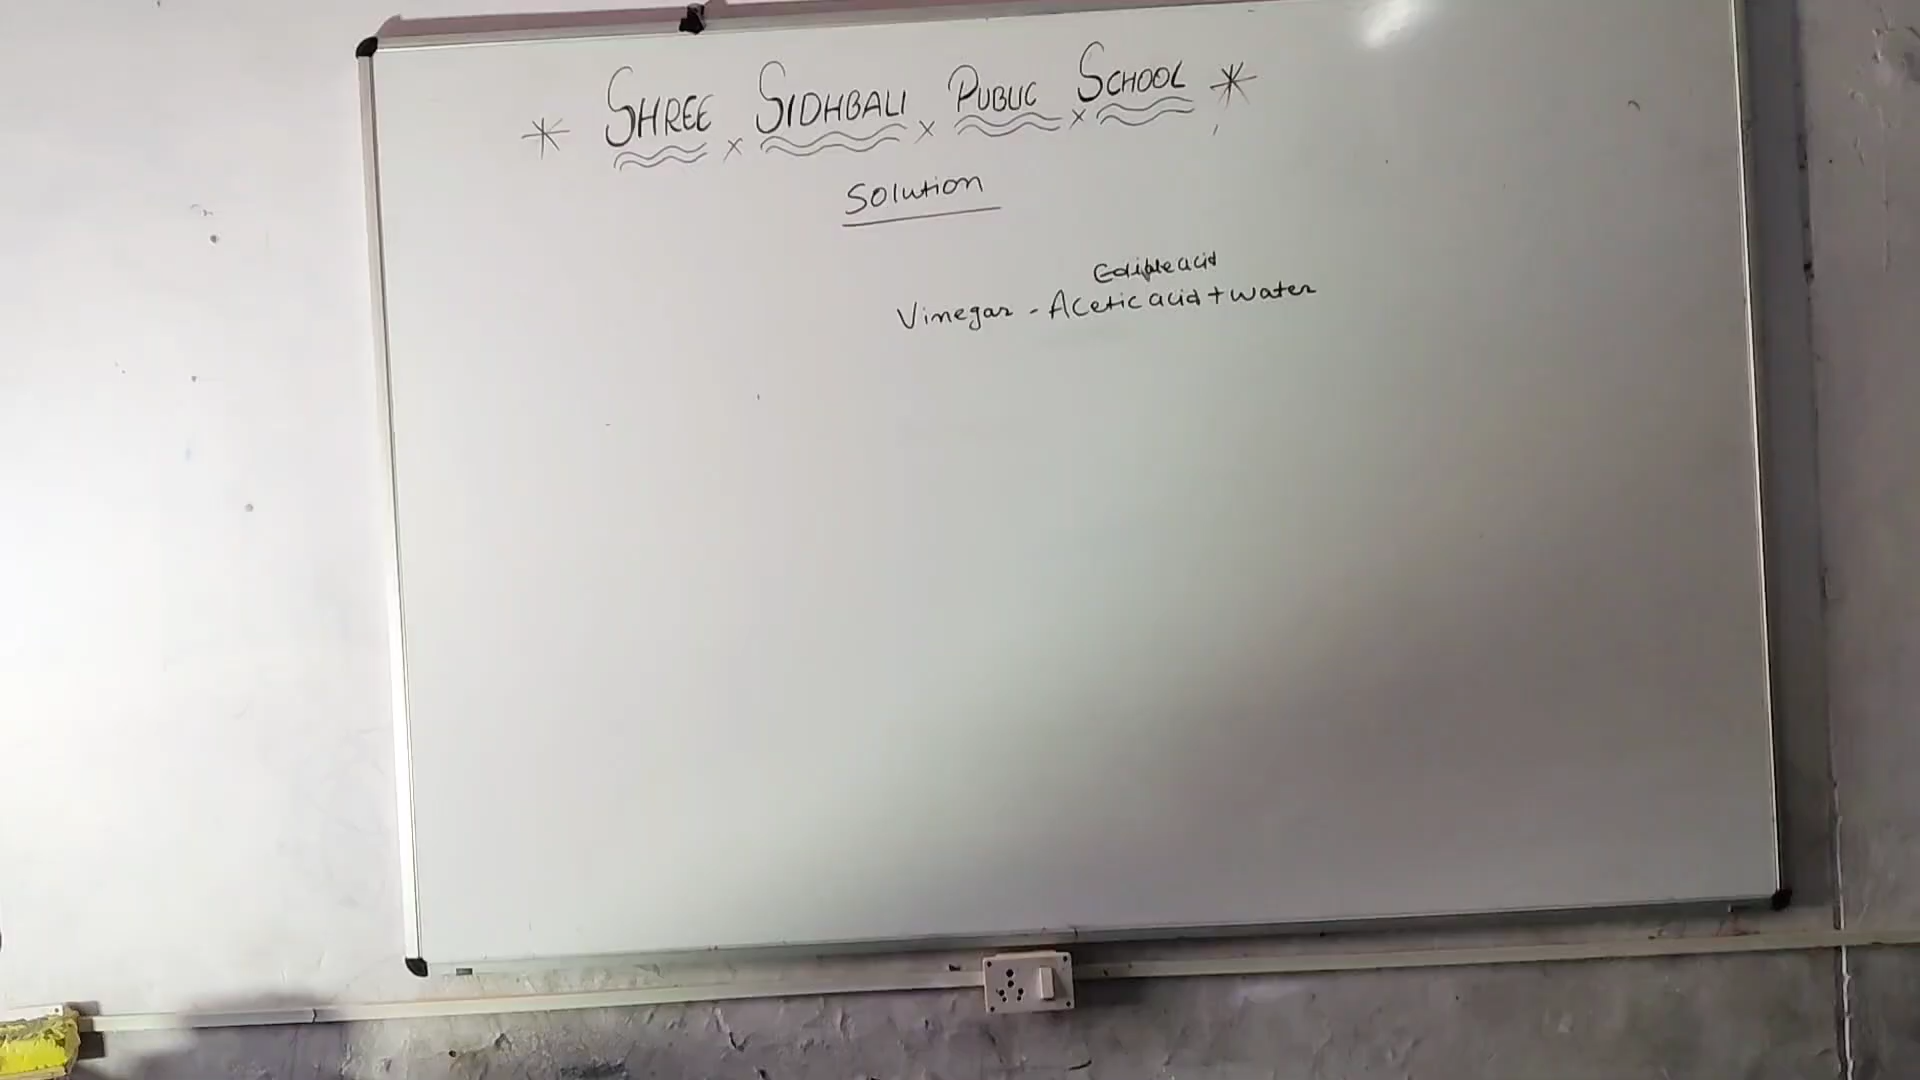 * SHREE x SIDHBALI x PUBLIC x SCHOOL *
Solution
Edible acid
Vinegar - Acetic acid + water